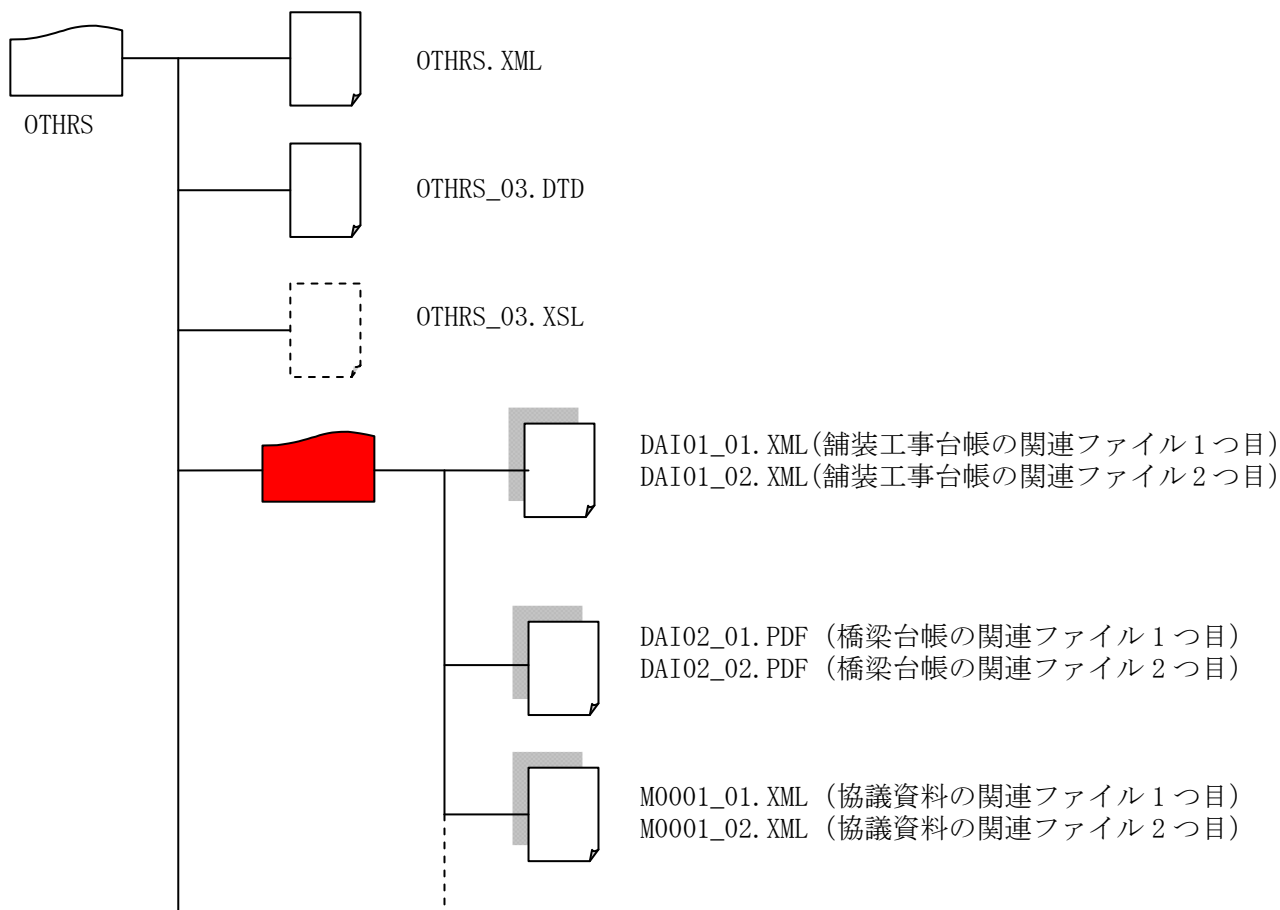 OTHRS.XML
OTHRS
OTHRS_03.DTD
OTHRS_03.XSL
DAI01_01.XML(舗装工事台帳の関連ファイル１つ目)
DAI01_02.XML(舗装工事台帳の関連ファイル２つ目)
DAI02_01.PDF (橋梁台帳の関連ファイル１つ目)
DAI02_02.PDF (橋梁台帳の関連ファイル２つ目)
M0001_01.XML (協議資料の関連ファイル１つ目)
M0001_02.XML (協議資料の関連ファイル２つ目)